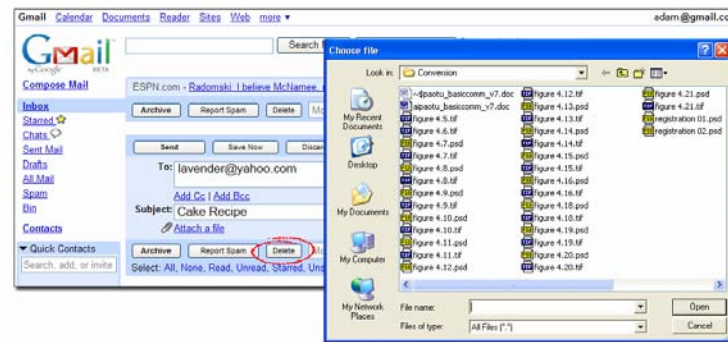 Gmail Calendar Documents Reader Sites Web more ▼
adam@gmail.co
Gmail
by Google BETA
Search
Compose Mail
Inbox
Starred
Chats
Sent Mail
Drafts
All Mail
Spam
Bin
Contacts
▼ Quick Contacts
Search, add, or invite
ESPN.com - Radomski: I believe McNamee,
Archive Report Spam Delete
Send Save Now Discar
To: lavender@yahoo.com
Add Cc | Add Bcc
Subject: Cake Recipe
Attach a file
Archive Report Spam Delete
Select: All, None, Read, Unread, Starred, Uns
Choose file
Look in: Conversion
My Recent Documents
Desktop
My Documents
My Computer
My Network Places
~$paotu_basiccomm_v7.doc
aipaotu_basiccomm_v7.doc
figure 4.5.tif
figure 4.6.tif
figure 4.7.psd
figure 4.7.tif
figure 4.8.psd
figure 4.8.tif
figure 4.9.psd
figure 4.9.tif
figure 4.10.psd
figure 4.10.tif
figure 4.11.psd
figure 4.11.tif
figure 4.12.psd
figure 4.12.tif
figure 4.13.psd
figure 4.13.tif
figure 4.14.psd
figure 4.14.tif
figure 4.15.psd
figure 4.15.tif
figure 4.16.psd
figure 4.16.tif
figure 4.18.psd
figure 4.18.tif
figure 4.19.tif
figure 4.20.tif
figure 4.21.psd
figure 4.21.tif
registration 01.psd
registration 02.psd
File name:
Open
Files of type: All Files (*.*)
Cancel